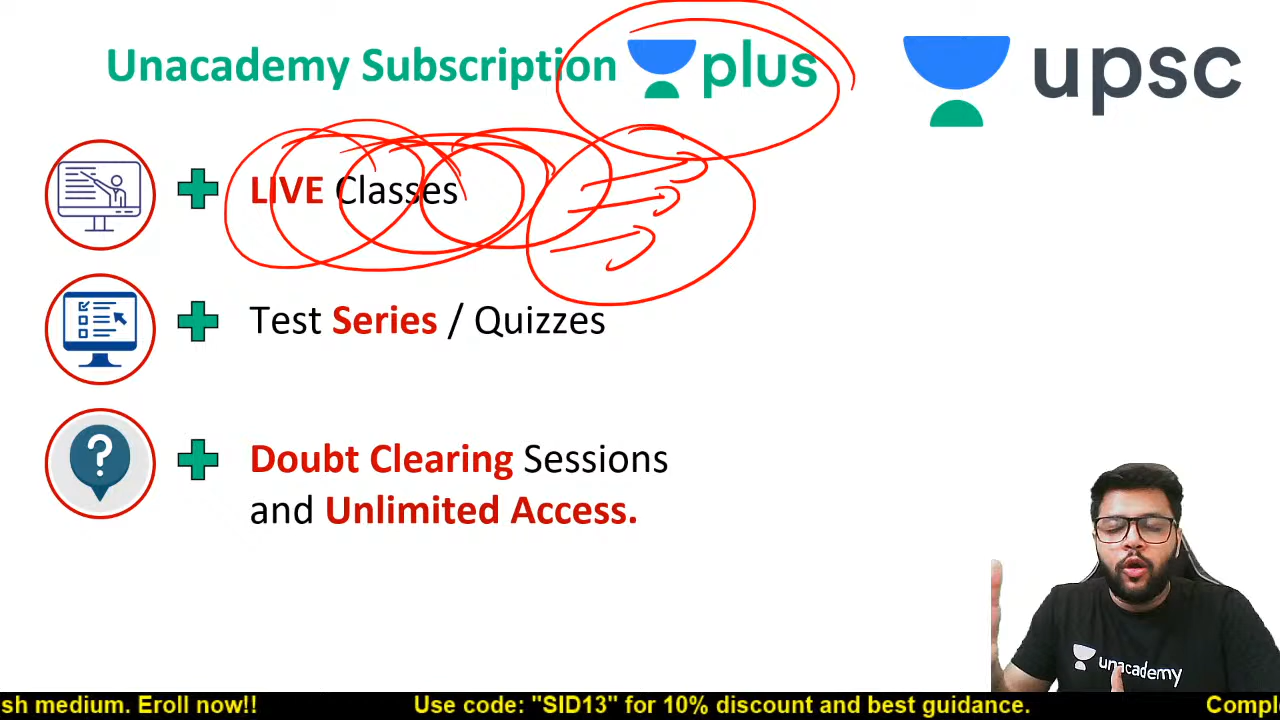 Unacademy Subscription plus
upsc
LIVE Classes
Test Series / Quizzes
Doubt Clearing Sessions
and Unlimited Access.
unacademy
sh medium. Eroll now!! Use code: "SID13" for 10% discount and best guidance. Compl